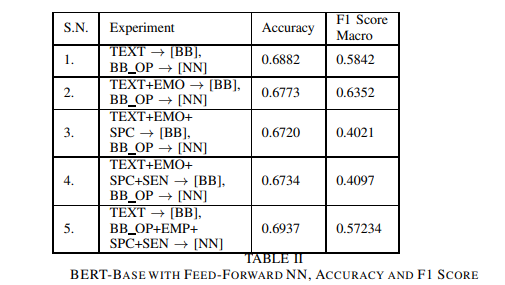 S.N. Experiment Accuracy F1 Score
Macro
1. TEXT → [BB], 0.6882 0.5842
BB_OP → [NN]
2. TEXT+EMO → [BB], 0.6773 0.6352
BB_OP → [NN]
TEXT+EMO+
3. SPC → [BB], 0.6720 0.4021
BB_OP → [NN]
TEXT+EMO+
4. SPC+SEN → [BB], 0.6734 0.4097
BB_OP → [NN]
TEXT → [BB],
5. BB_OP+EMP+ 0.6937 0.57234
SPC+SEN → [NN]
TABLE II
BERT-BASE WITH FEED-FORWARD NN, ACCURACY AND F1 SCORE